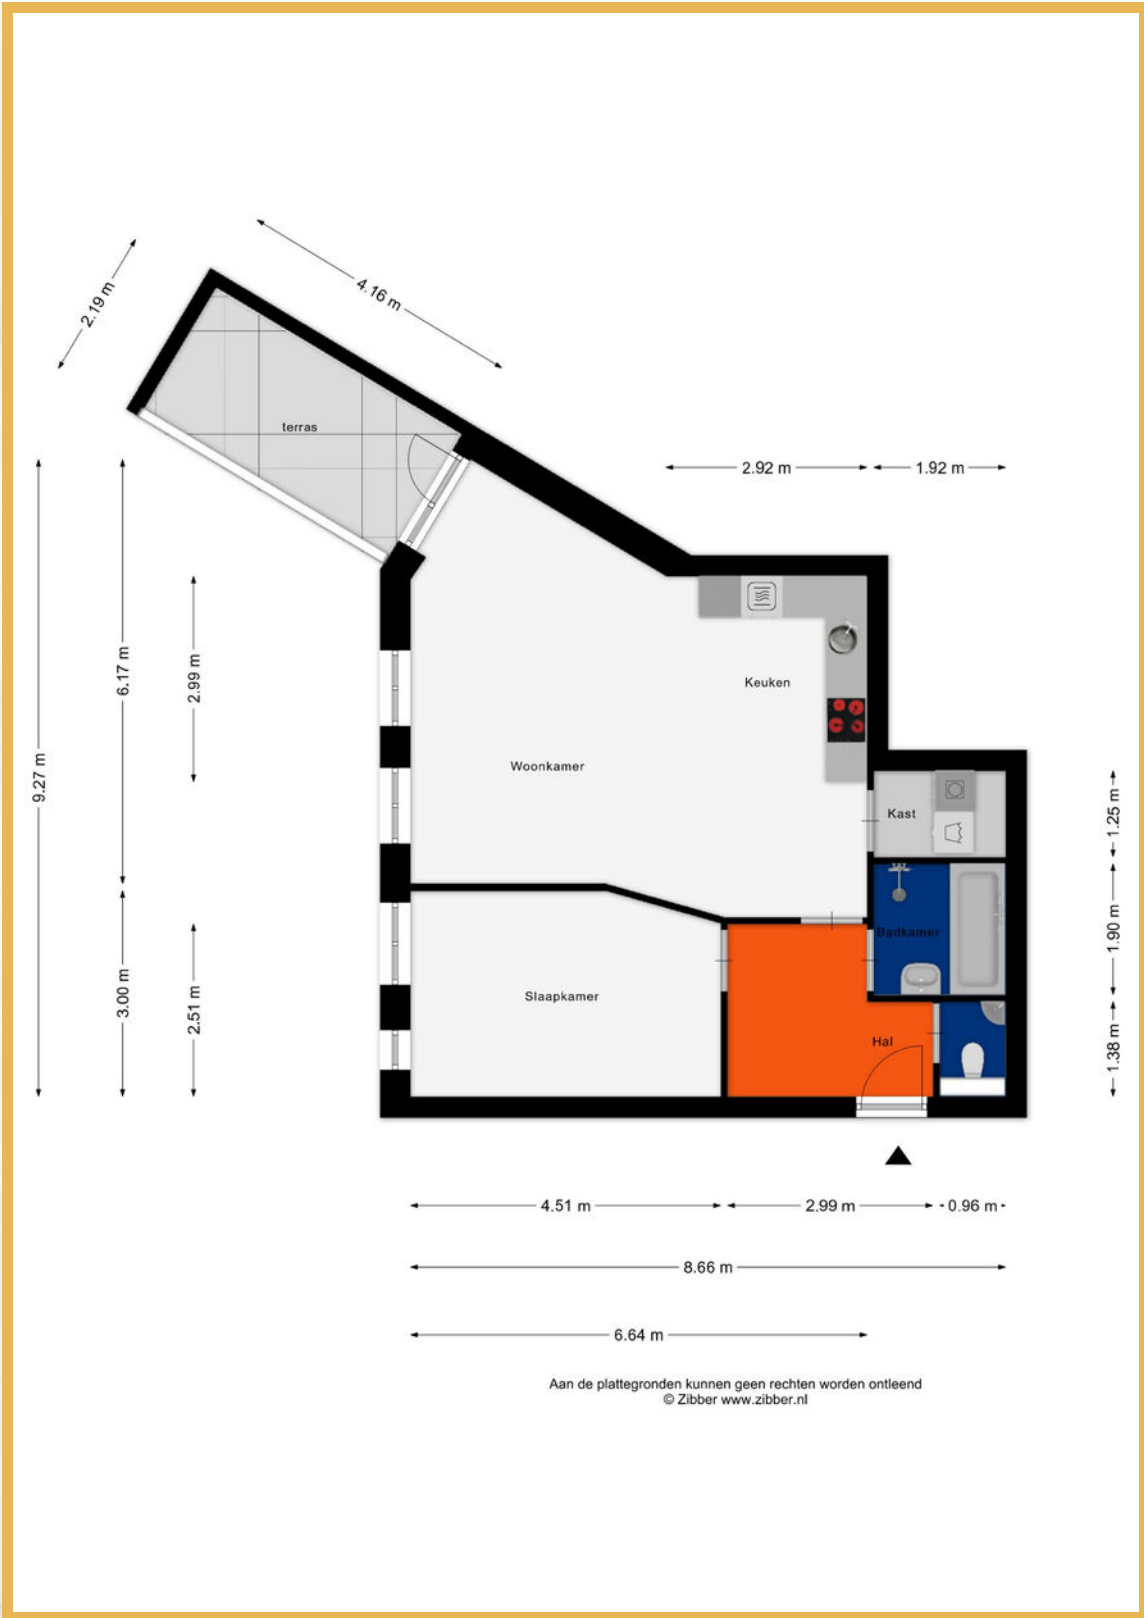 4.16 m
2.19 m
terras
2.92 m
1.92 m
6.17 m
2.99 m
Keuken
9.27 m
Woonkamer
Kast
1.25 m
Badkamer
1.90 m
3.00 m
2.51 m
Slaapkamer
Hal
1.38 m
4.51 m
2.99 m
0.96 m
8.66 m
6.64 m
Aan de plattegronden kunnen geen rechten worden ontleend
© Zibber www.zibber.nl